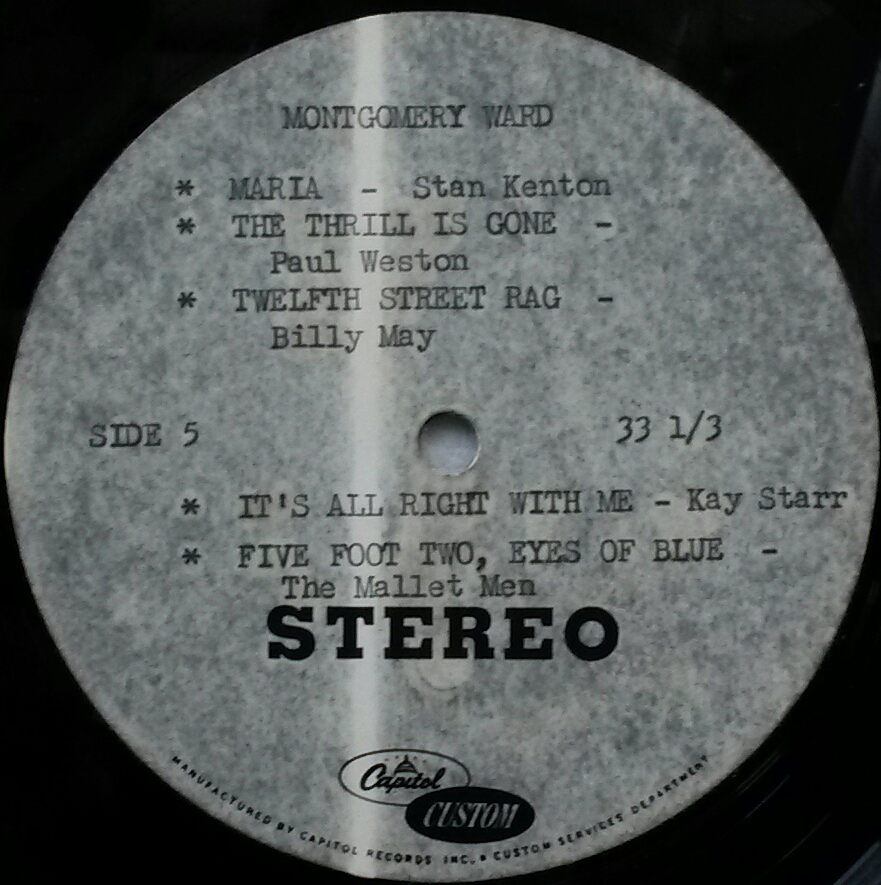 MONTGOMERY WARD
* MARIA - Stan Kenton
* THE THRILL IS GONE -
Paul Weston
* TWELFTH STREET RAG -
Billy May
SIDE 5
33 1/3
* IT'S ALL RIGHT WITH ME - Kay Starr
* FIVE FOOT TWO, EYES OF BLUE -
The Mallet Men
STEREO
Capitol
CUSTOM
MANUFACTURED BY CAPITOL RECORDS INC. • CUSTOM SERVICES DEPARTMENT